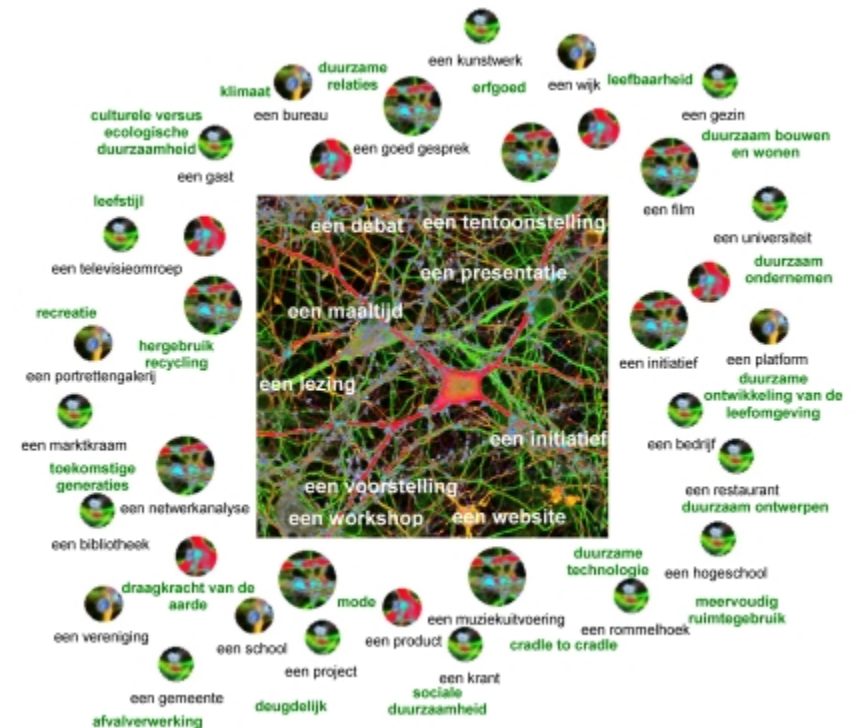 een kunstwerk
duurzame
relaties
klimaat
een bureau
erfgoed
een wijk
leefbaarheid
een gezin
culturele versus
ecologische
duurzaamheid
een goed gesprek
duurzaam bouwen
en wonen
een gast
leefstijl
een film
een debat
een tentoonstelling
een universiteit
een televisieomroep
een presentatie
duurzaam
ondernemen
recreatie
een maaltijd
hergebruik
recycling
een initiatief
een platform
een portrettengalerij
een lezing
duurzame
ontwikkeling van de
leefomgeving
een marktkraam
een initiatief
een bedrijf
toekomstige
generaties
een voorstelling
een restaurant
een netwerkanalyse
een workshop
een website
duurzaam ontwerpen
een bibliotheek
duurzame
technologie
een hogeschool
draagkracht van de
aarde
mode
meervoudig
ruimtegebruik
een muziekuitvoering
een rommelhoek
een vereniging
een school
een product
cradle to cradle
een project
een krant
een gemeente
sociale
duurzaamheid
deugdelijk
afvalverwerking